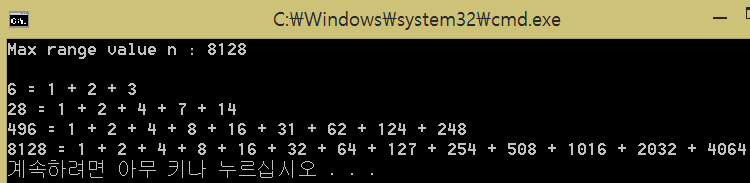 C:₩Windows₩system32₩cmd.exe
Max range value n : 8128
6 = 1 + 2 + 3
28 = 1 + 2 + 4 + 7 + 14
496 = 1 + 2 + 4 + 8 + 16 + 31 + 62 + 124 + 248
8128 = 1 + 2 + 4 + 8 + 16 + 32 + 64 + 127 + 254 + 508 + 1016 + 2032 + 4064
계속하려면 아무 키나 누르십시오 . . .